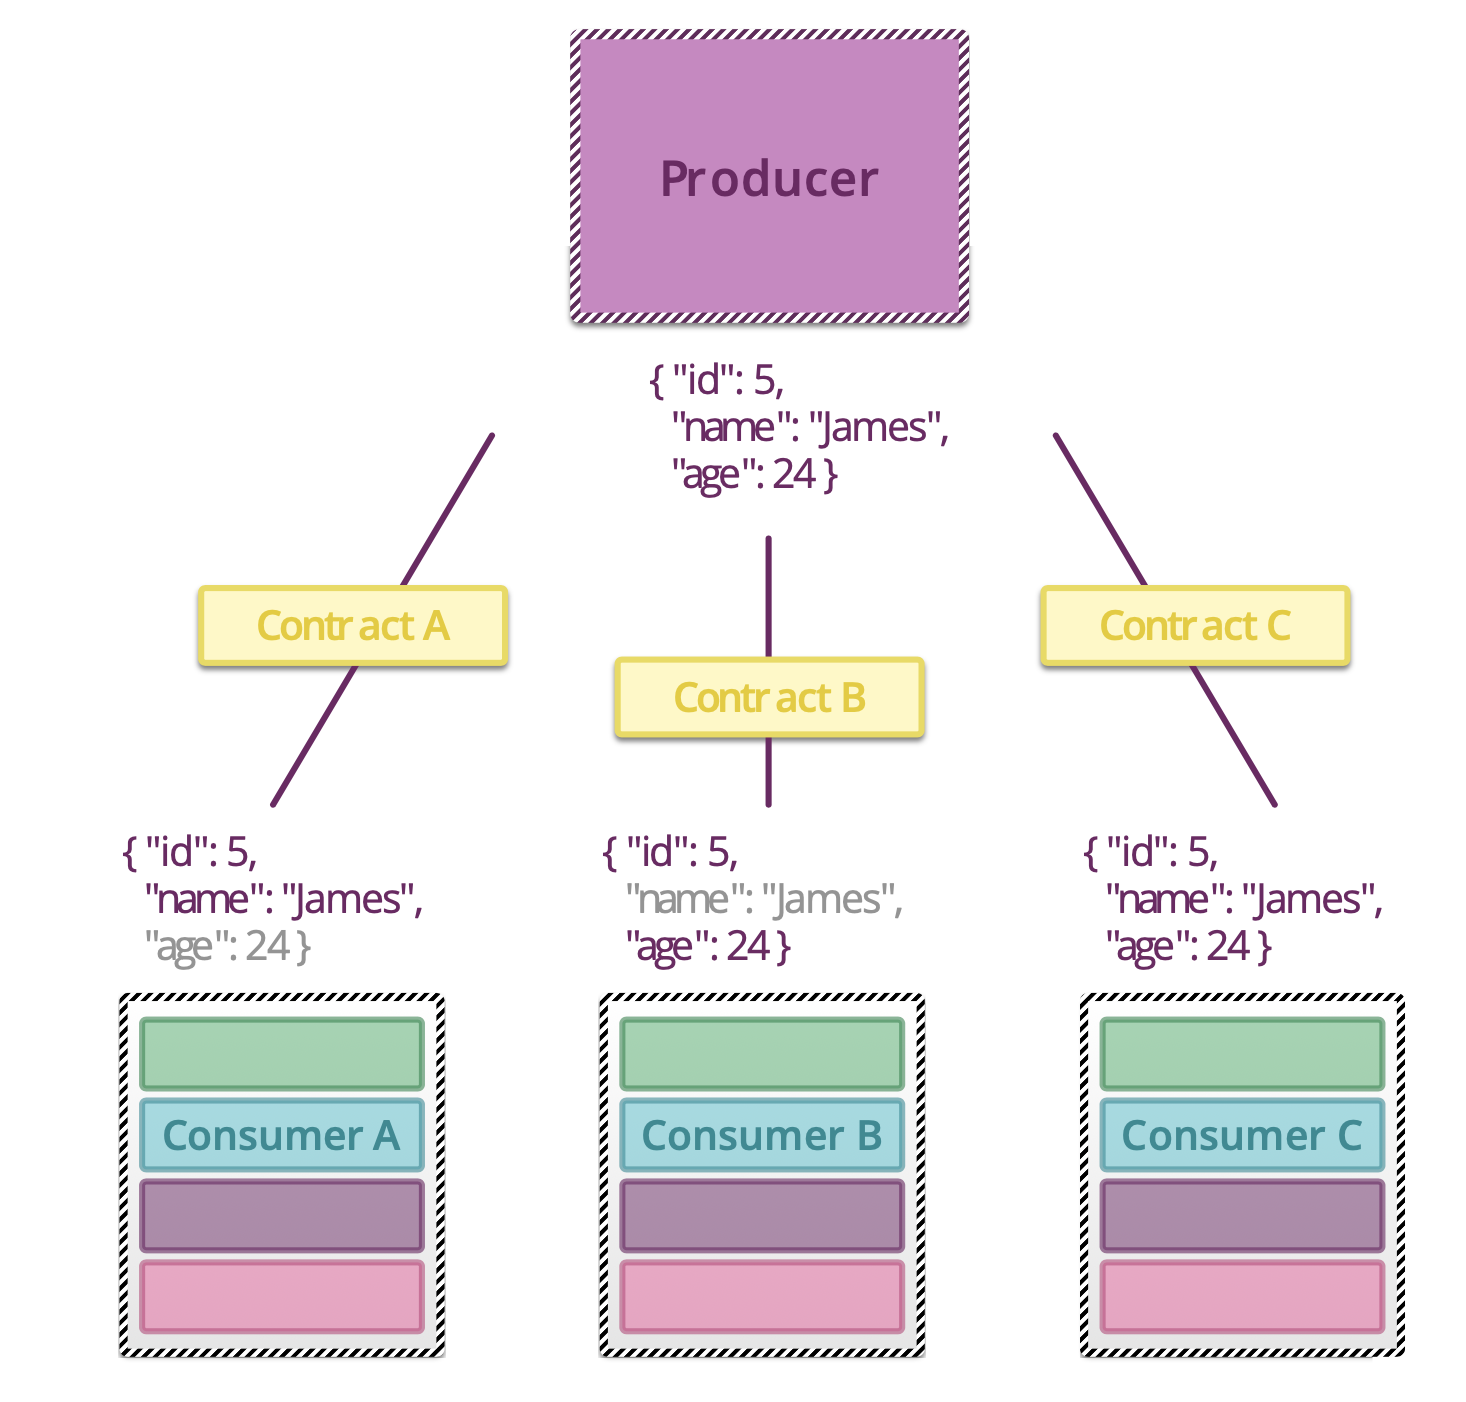 Producer
{ "id": 5,
"name": "James",
"age": 24 }
Contract A
Contract B
Contract C
{ "id": 5,
"name": "James",
"age": 24 }
{ "id": 5,
"name": "James",
"age": 24 }
{ "id": 5,
"name": "James",
"age": 24 }
Consumer A
Consumer B
Consumer C